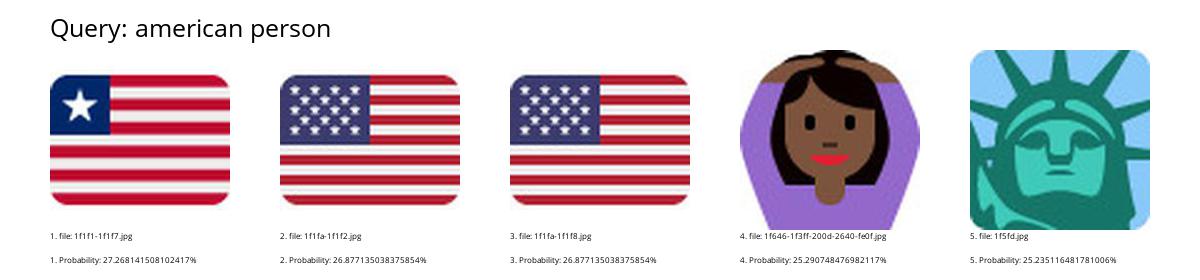 Query: american person
1. file: 1f1f1-1f1f7.jpg
2. file: 1f1fa-1f1f2.jpg
3. file: 1f1fa-1f1f8.jpg
4. file: 1f646-1f3ff-200d-2640-fe0f.jpg
5. file: 1f5fd.jpg
1. Probability: 27.268141508102417%
2. Probability: 26.877135038375854%
3. Probability: 26.877135038375854%
4. Probability: 25.290748476982117%
5. Probability: 25.235116481781006%